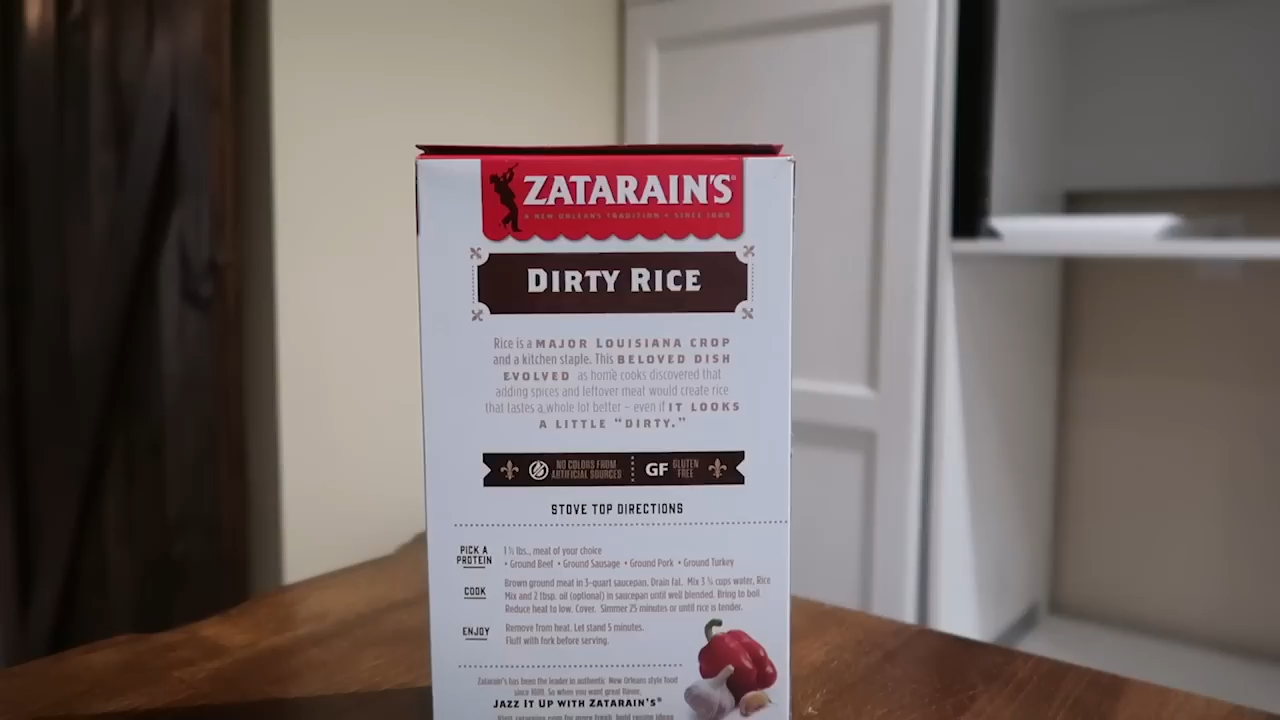 ZATARAIN'S®
A NEW ORLEANS TRADITION • SINCE 1889
DIRTY RICE
Rice is a MAJOR LOUISIANA CROP
and a kitchen staple. This BELOVED DISH
EVOLVED as home cooks discovered that
adding spices and leftover meat would create rice
that tastes a whole lot better – even if IT LOOKS
A LITTLE "DIRTY."
NO COLORS FROM
ARTIFICIAL SOURCES
GF GLUTEN
FREE
STOVE TOP DIRECTIONS
PICK A
PROTEIN
1 ½ lbs., meat of your choice
• Ground Beef • Ground Sausage • Ground Pork • Ground Turkey
COOK
Brown ground meat in 3-quart saucepan. Drain fat. Mix 3 cups water, Rice
Mix and 2 tbsp. oil (optional) in saucepan until well blended. Bring to boil.
Reduce heat to low. Cover. Simmer 25 minutes or until rice is tender.
ENJOY
Remove from heat. Let stand 5 minutes.
Fluff with fork before serving.
Zatarain's has been the leader in authentic New Orleans style food
since 1889. So when you want great flavor,
JAZZ IT UP WITH ZATARAIN'S®